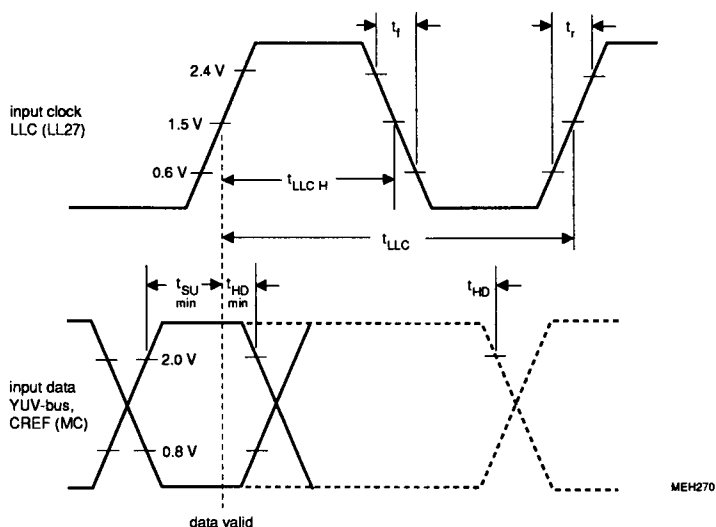 t_f
t_r
2.4 V
input clock
LLC (LL27)
1.5 V
0.6 V
t_LLC H
t_LLC
t_SU
min
t_HD
min
t_HD
2.0 V
input data
YUV-bus,
CREF (MC)
0.8 V
MEH270
data valid